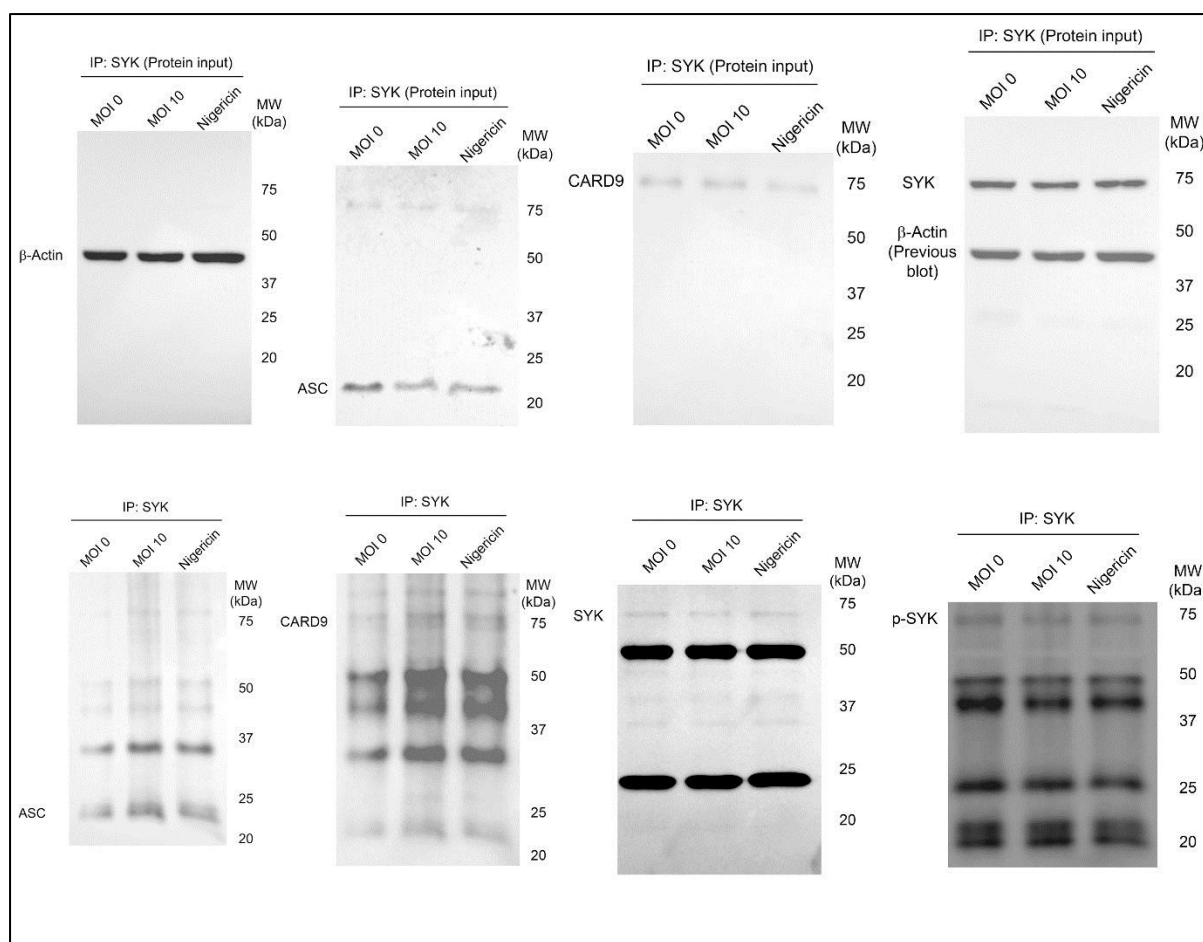 IP: SYK (Protein input)
MOI 0
MOI 10
Nigericin
MW
(kDa)
75
50
37
25
20
β-Actin
IP: SYK (Protein input)
MOI 0
MOI 10
Nigericin
MW
(kDa)
75
50
37
25
20
ASC
IP: SYK (Protein input)
MOI 0
MOI 10
Nigericin
MW
(kDa)
CARD9
75
50
37
25
20
IP: SYK (Protein input)
MOI 0
MOI 10
Nigericin
MW
(kDa)
SYK
75
β-Actin
(Previous
blot)
50
37
25
20
IP: SYK
MOI 0
MOI 10
Nigericin
MW
(kDa)
75
50
37
25
ASC
20
IP: SYK
MOI 0
MOI 10
Nigericin
MW
(kDa)
CARD9
75
50
37
25
20
IP: SYK
MOI 0
MOI 10
Nigericin
MW
(kDa)
75
SYK
50
37
25
20
IP: SYK
MOI 0
MOI 10
Nigericin
MW
(kDa)
p-SYK
75
50
37
25
20